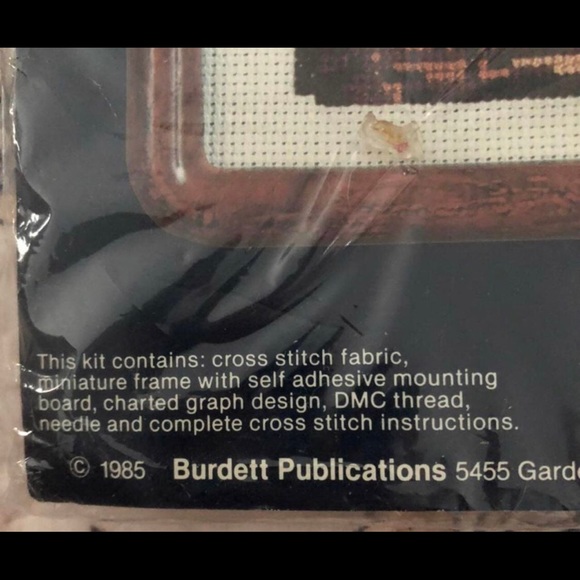 This kit contains: cross stitch fabric,
miniature frame with self adhesive mounting
board, charted graph design, DMC thread,
needle and complete cross stitch instructions.
© 1985 Burdett Publications 5455 Garde